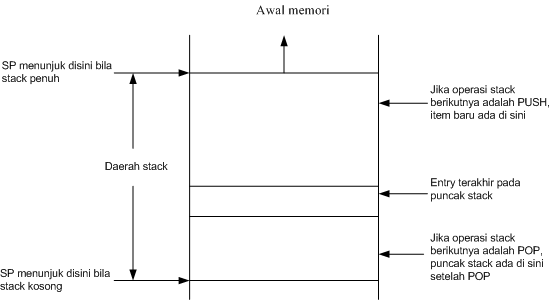 Awal memori
SP menunjuk disini bila
stack penuh
Jika operasi stack
berikutnya adalah PUSH,
item baru ada di sini
Daerah stack
Entry terakhir pada
puncak stack
Jika operasi stack
berikutnya adalah POP,
puncak stack ada di sini
setelah POP
SP menunjuk disini bila
stack kosong